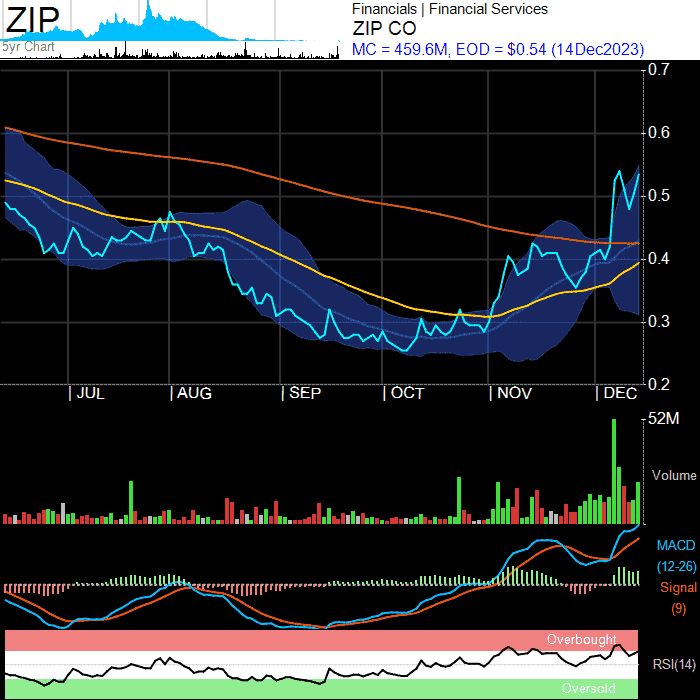 ZIP
5yr Chart
Financials | Financial Services
ZIP CO
MC = 459.6M, EOD = $0.54 (14Dec2023)
0.7
0.6
0.5
0.4
0.3
0.2
JUL AUG SEP OCT NOV DEC
52M
Volume
MACD
(12-26)
Signal
(9)
Overbought
RSI(14)
Oversold